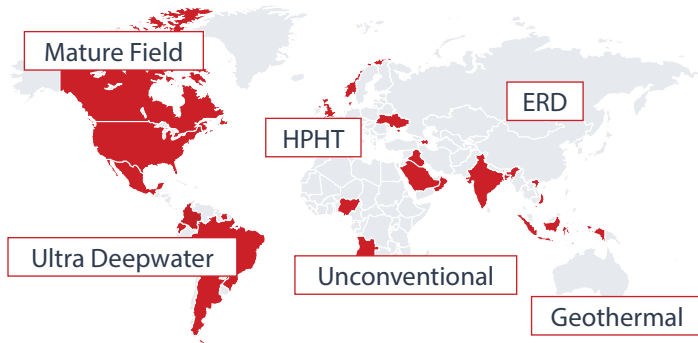 Mature Field
ERD
HPHT
Ultra Deepwater
Unconventional
Geothermal